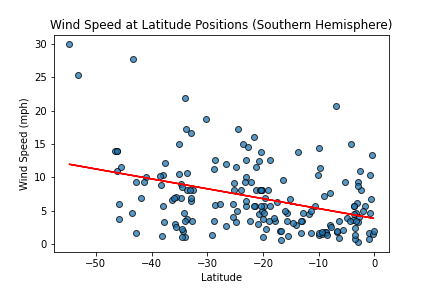 Wind Speed at Latitude Positions (Southern Hemisphere)
30
25
20
15
10
5
0
Wind Speed (mph)
−50 −40 −30 −20 −10 0
Latitude